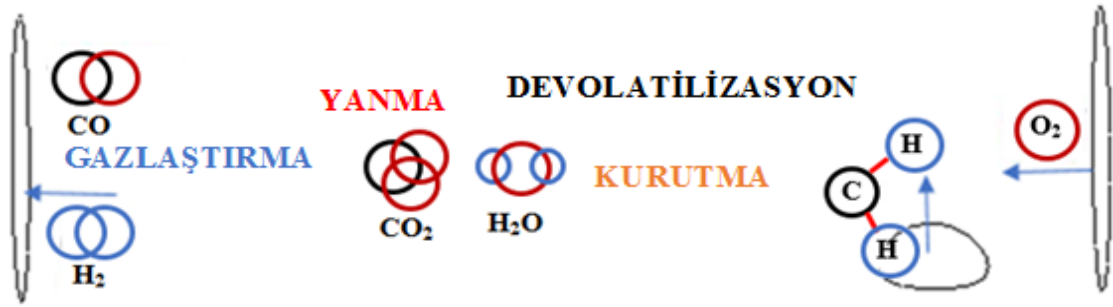 CO
GAZLAŞTIRMA
H₂
YANMA
CO₂
H₂O
DEVOLATİLİZASYON
KURUTMA
H
C
H
O₂